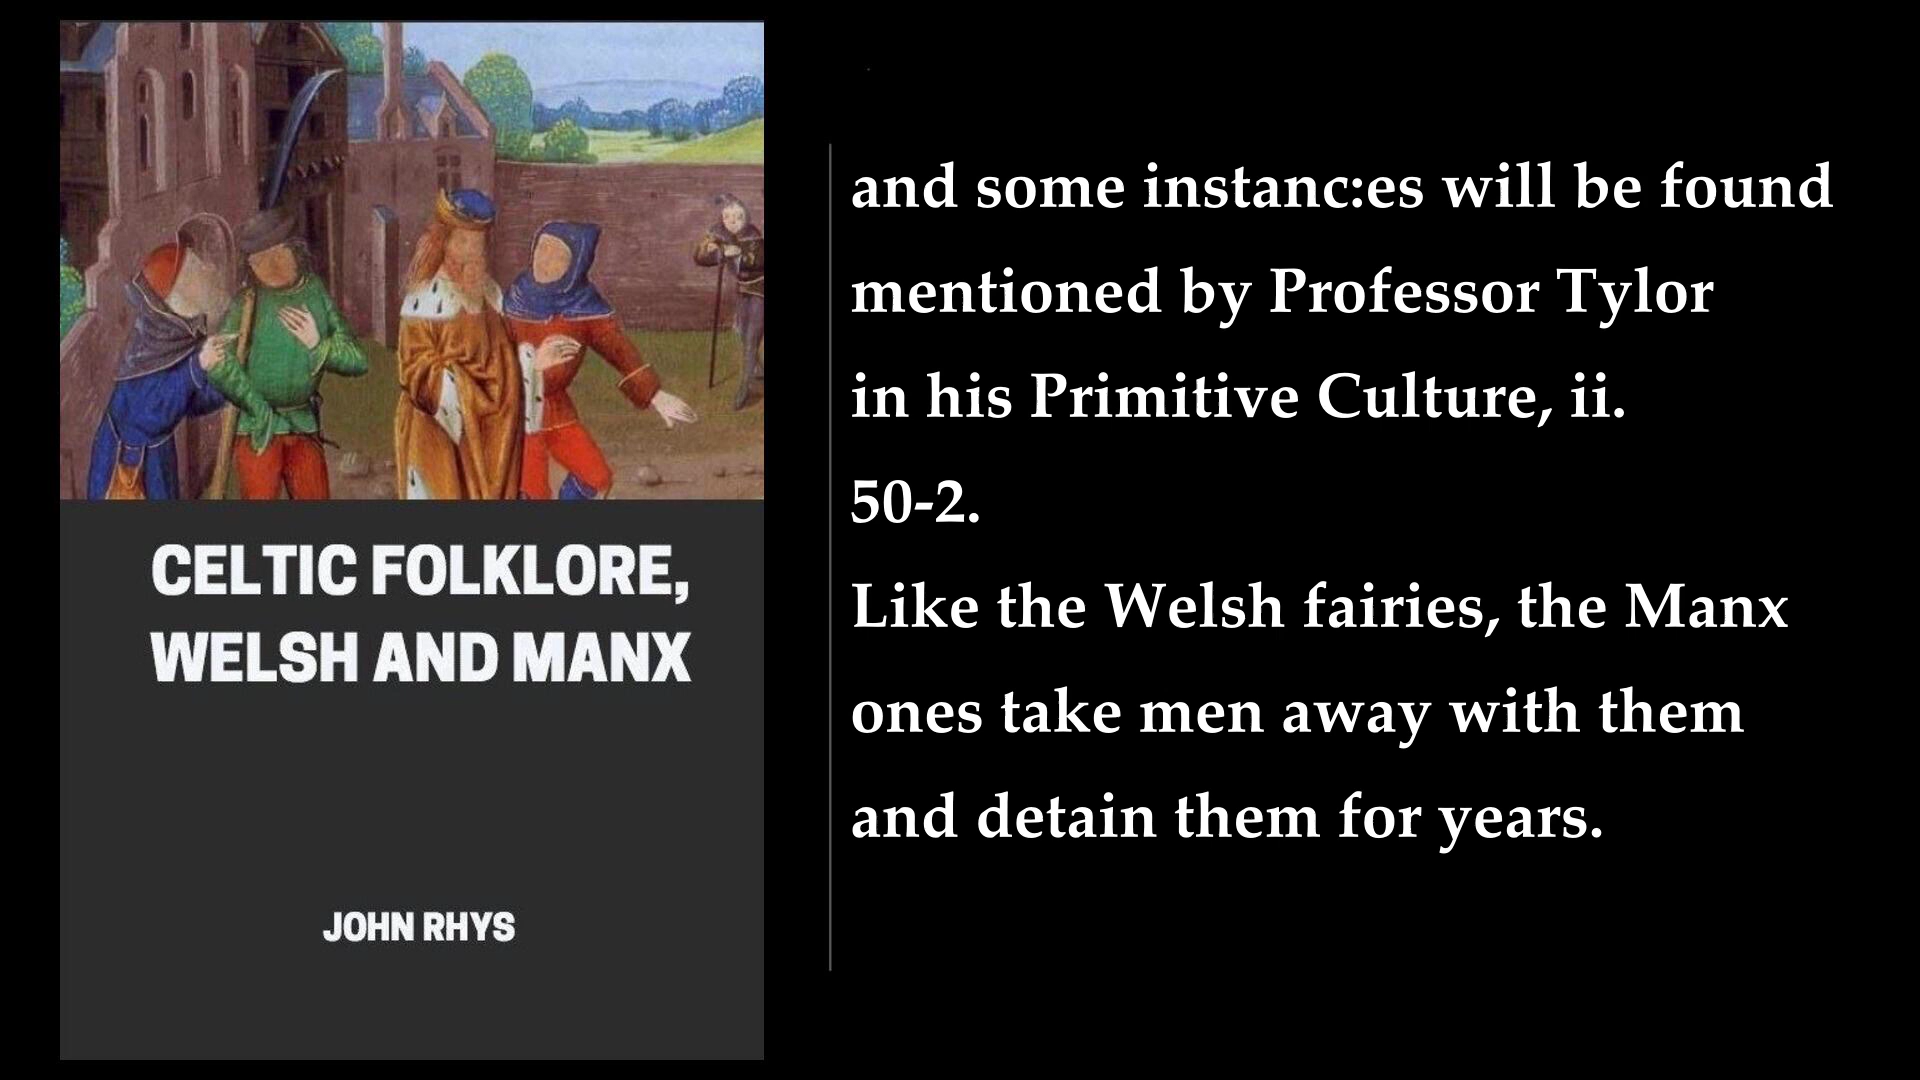 CELTIC FOLKLORE,
WELSH AND MANX
JOHN RHYS
and some instanc:es will be found
mentioned by Professor Tylor
in his Primitive Culture, ii.
50-2.
Like the Welsh fairies, the Manx
ones take men away with them
and detain them for years.